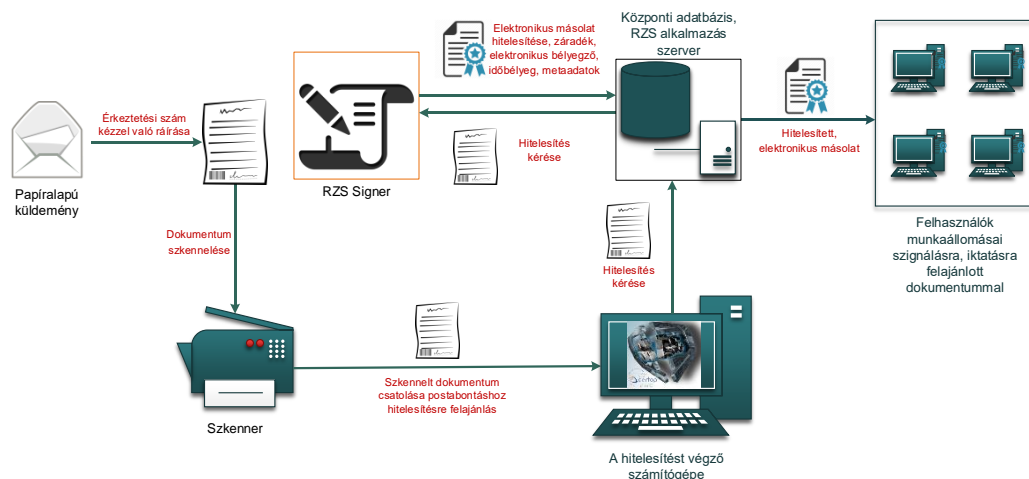 Papíralapú
küldemény
Érkeztetési szám
kézzel való ráírása
RZS Signer
Elektronikus másolat
hitelesítése, záradék,
elektronikus bélyegző,
időbélyeg, metaadatok
Hitelesítés
kérése
Központi adatbázis,
RZS alkalmazás
szerver
Hitelesített,
elektronikus másolat
Felhasználók
munkaállomásai
szignálásra, iktatásra
felajánlott
dokumentummal
Dokumentum
szkennelése
Szkenner
Szkennelt dokumentum
csatolása postabontáshoz
hitelesítésre felajánlás
Hitelesítés
kérése
certop
A hitelesítést végző
számítógépe